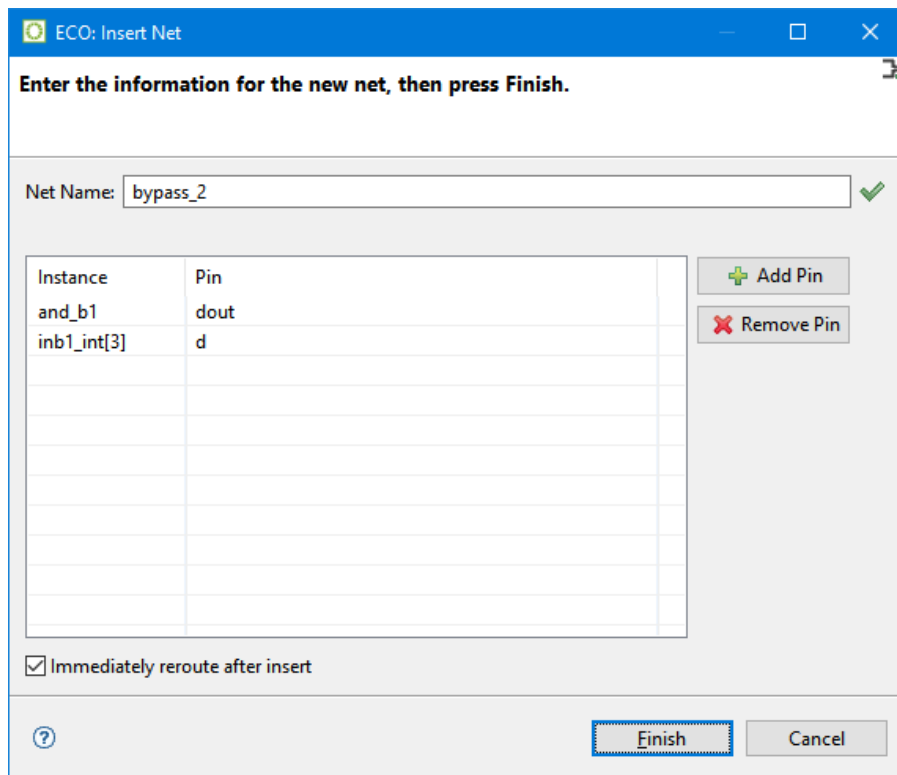 ECO: Insert Net
Enter the information for the new net, then press Finish.
Net Name: bypass_2
Instance Pin Add Pin
and_b1 dout
inb1_int[3] d Remove Pin
Immediately reroute after insert
? Finish Cancel